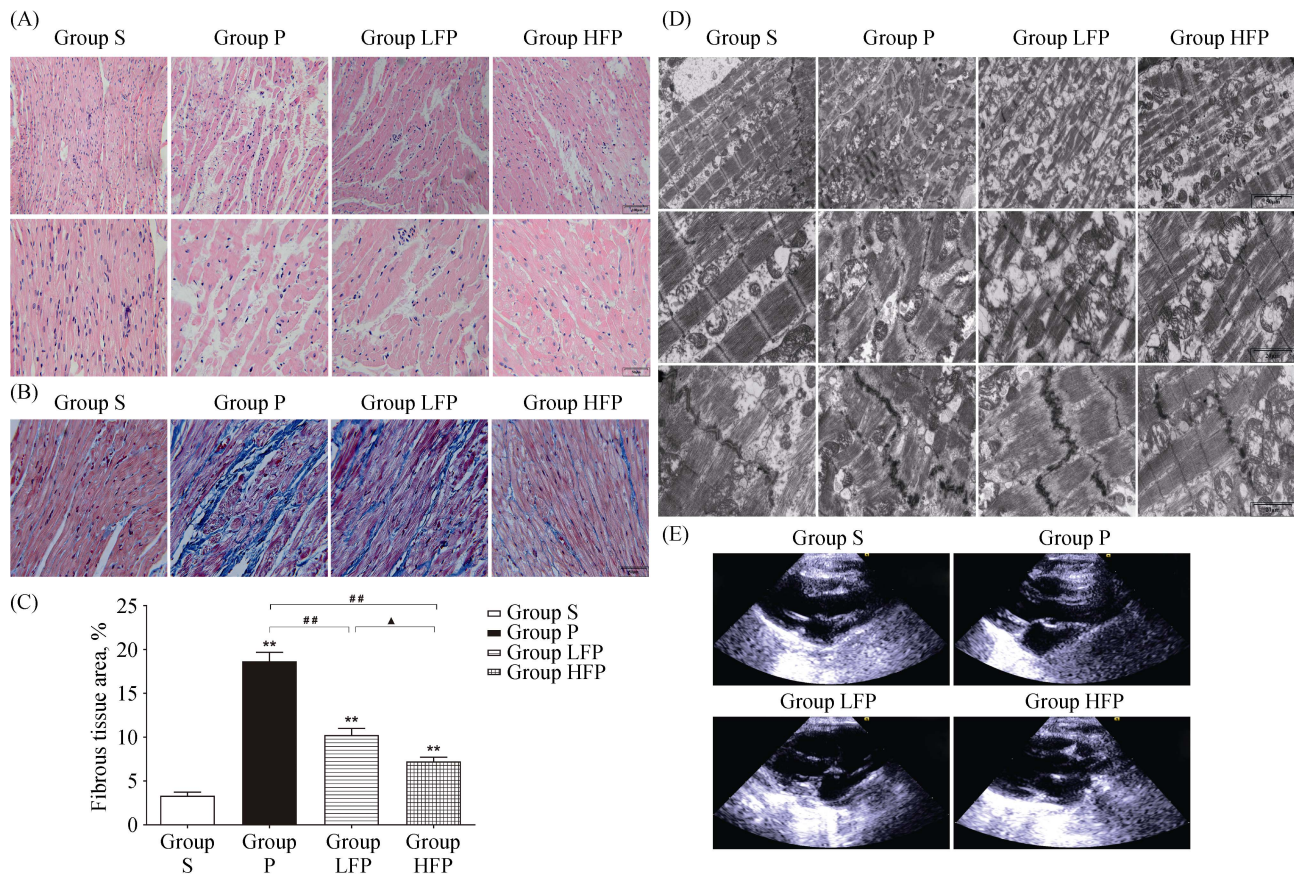 (A)
Group S Group P Group LFP Group HFP
(B)
Group S Group P Group LFP Group HFP
(C)
Fibrous tissue area, %
25
20
15
10
5
0
##
## ▲
**
**
**
Group S
Group P
Group LFP
Group HFP
Group Group Group Group
S P LFP HFP
(D)
Group S Group P Group LFP Group HFP
(E)
Group S Group P
Group LFP Group HFP